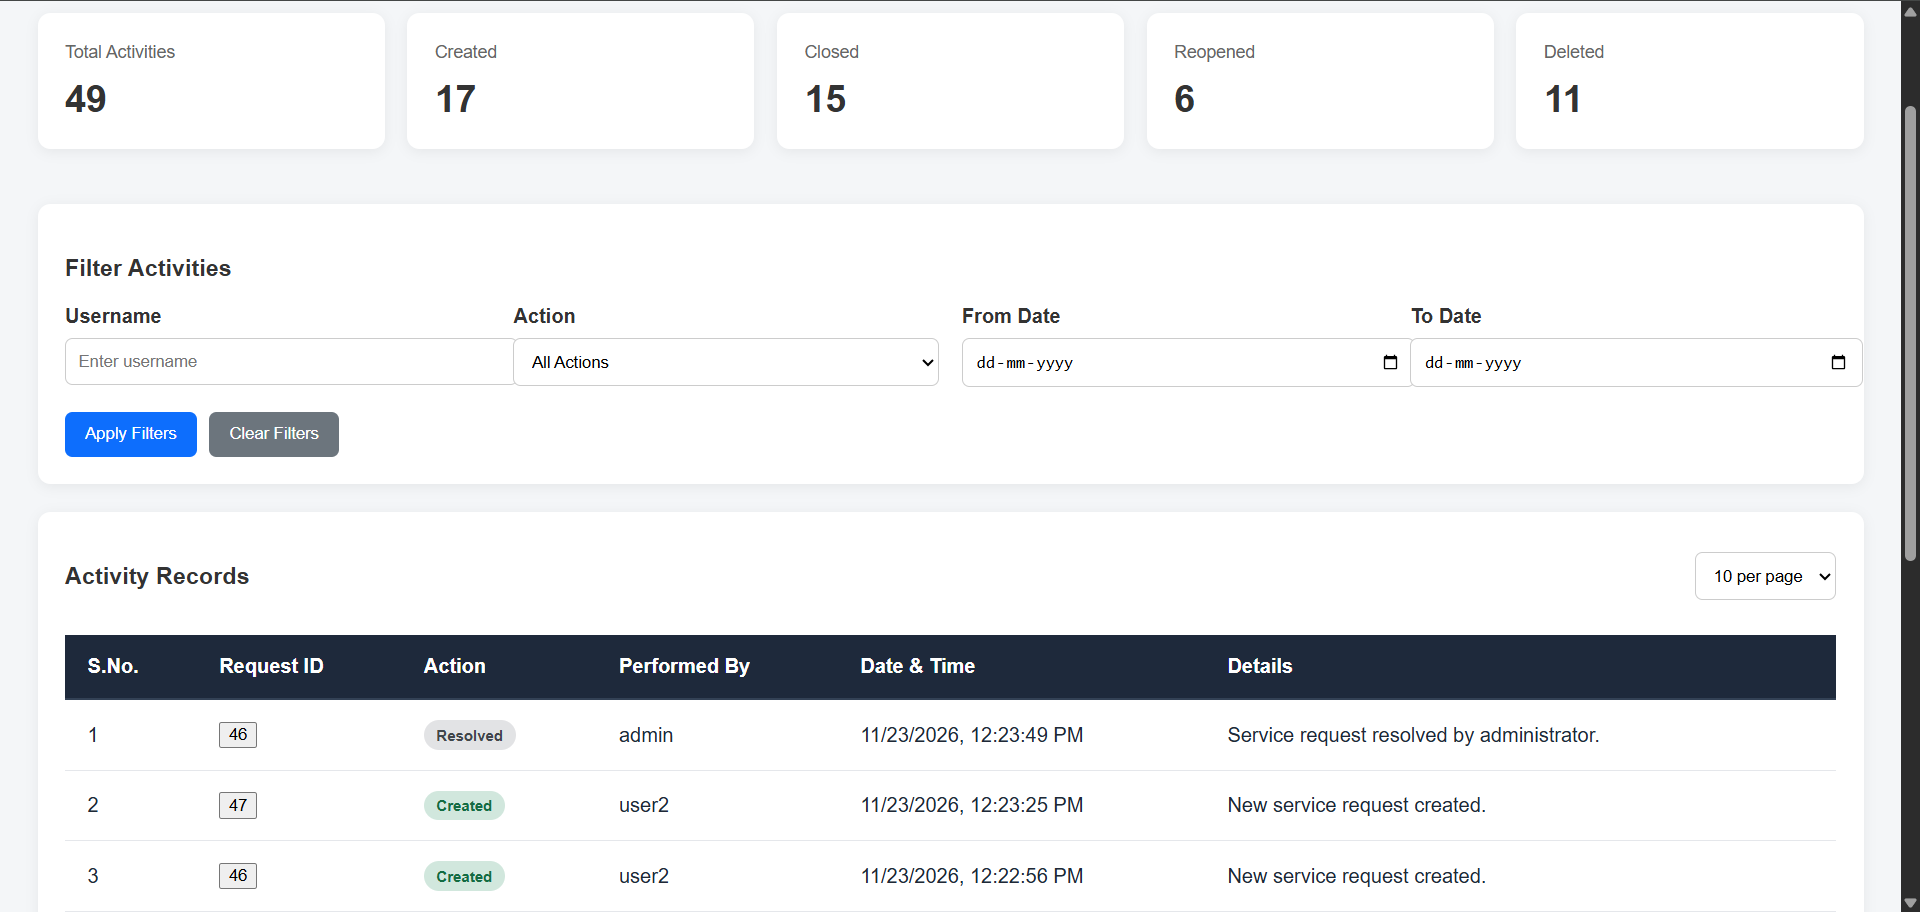 Total Activities Created Closed Reopened Deleted
49 17 15 6 11
Filter Activities
Username Action From Date To Date
Enter username All Actions dd-mm-yyyy dd-mm-yyyy
Apply Filters Clear Filters
Activity Records 10 per page
S.No. Request ID Action Performed By Date & Time Details
1 46 Resolved admin 11/23/2026, 12:23:49 PM Service request resolved by administrator.
2 47 Created user2 11/23/2026, 12:23:25 PM New service request created.
3 46 Created user2 11/23/2026, 12:22:56 PM New service request created.